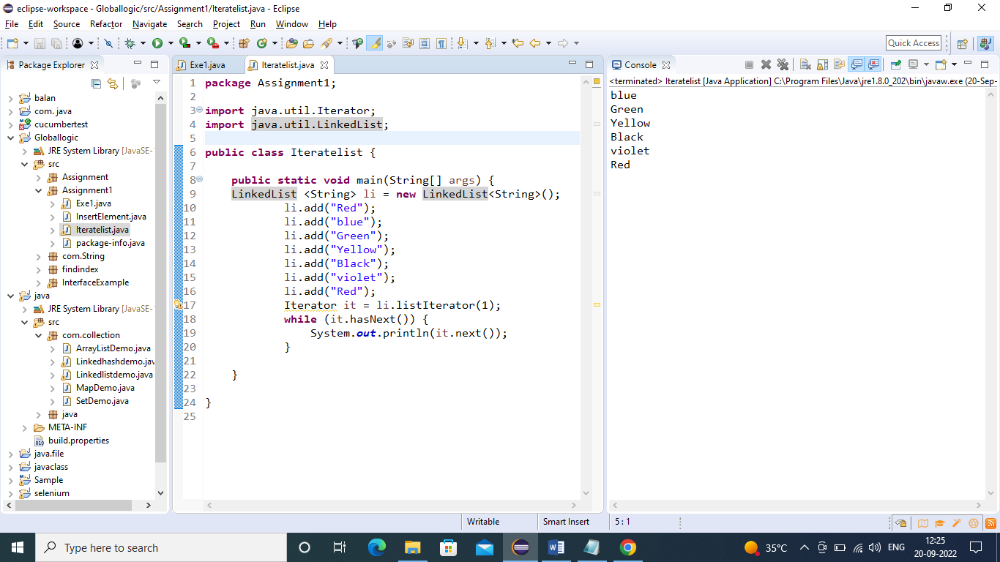 eclipse-workspace - Globallogic/src/Assignment1/Iteratelist.java - Eclipse
File Edit Source Refactor Navigate Search Project Run Window Help
Quick Access
Package Explorer
balan
com. java
cucumbertest
Globallogic
JRE System Library [JavaSE-
src
Assignment
Assignment1
Exe1.java
InsertElement.java
Iteratelist.java
package-info.java
com.String
findindex
InterfaceExample
java
JRE System Library [JavaSE-
src
com.collection
ArrayListDemo.java
Linkedhashdemo.jav
Linkedlistdemo.java
MapDemo.java
SetDemo.java
java
META-INF
build.properties
java.file
javaclass
Sample
selenium
Exe1.java Iteratelist.java
1 package Assignment1;
2
3 import java.util.Iterator;
4 import java.util.LinkedList;
5
6 public class Iteratelist {
7
8 public static void main(String[] args) {
9 LinkedList <String> li = new LinkedList<String>();
10 li.add("Red");
11 li.add("blue");
12 li.add("Green");
13 li.add("Yellow");
14 li.add("Black");
15 li.add("violet");
16 li.add("Red");
17 Iterator it = li.listIterator(1);
18 while (it.hasNext()) {
19 System.out.println(it.next());
20 }
21
22 }
23
24 }
25
Console
<terminated> Iteratelist [Java Application] C:\Program Files\Java\jre1.8.0_202\bin\javaw.exe (20-Sep-
blue
Green
Yellow
Black
violet
Red
Writable Smart Insert 5 : 1
Type here to search
35°C ENG 12:25
20-09-2022